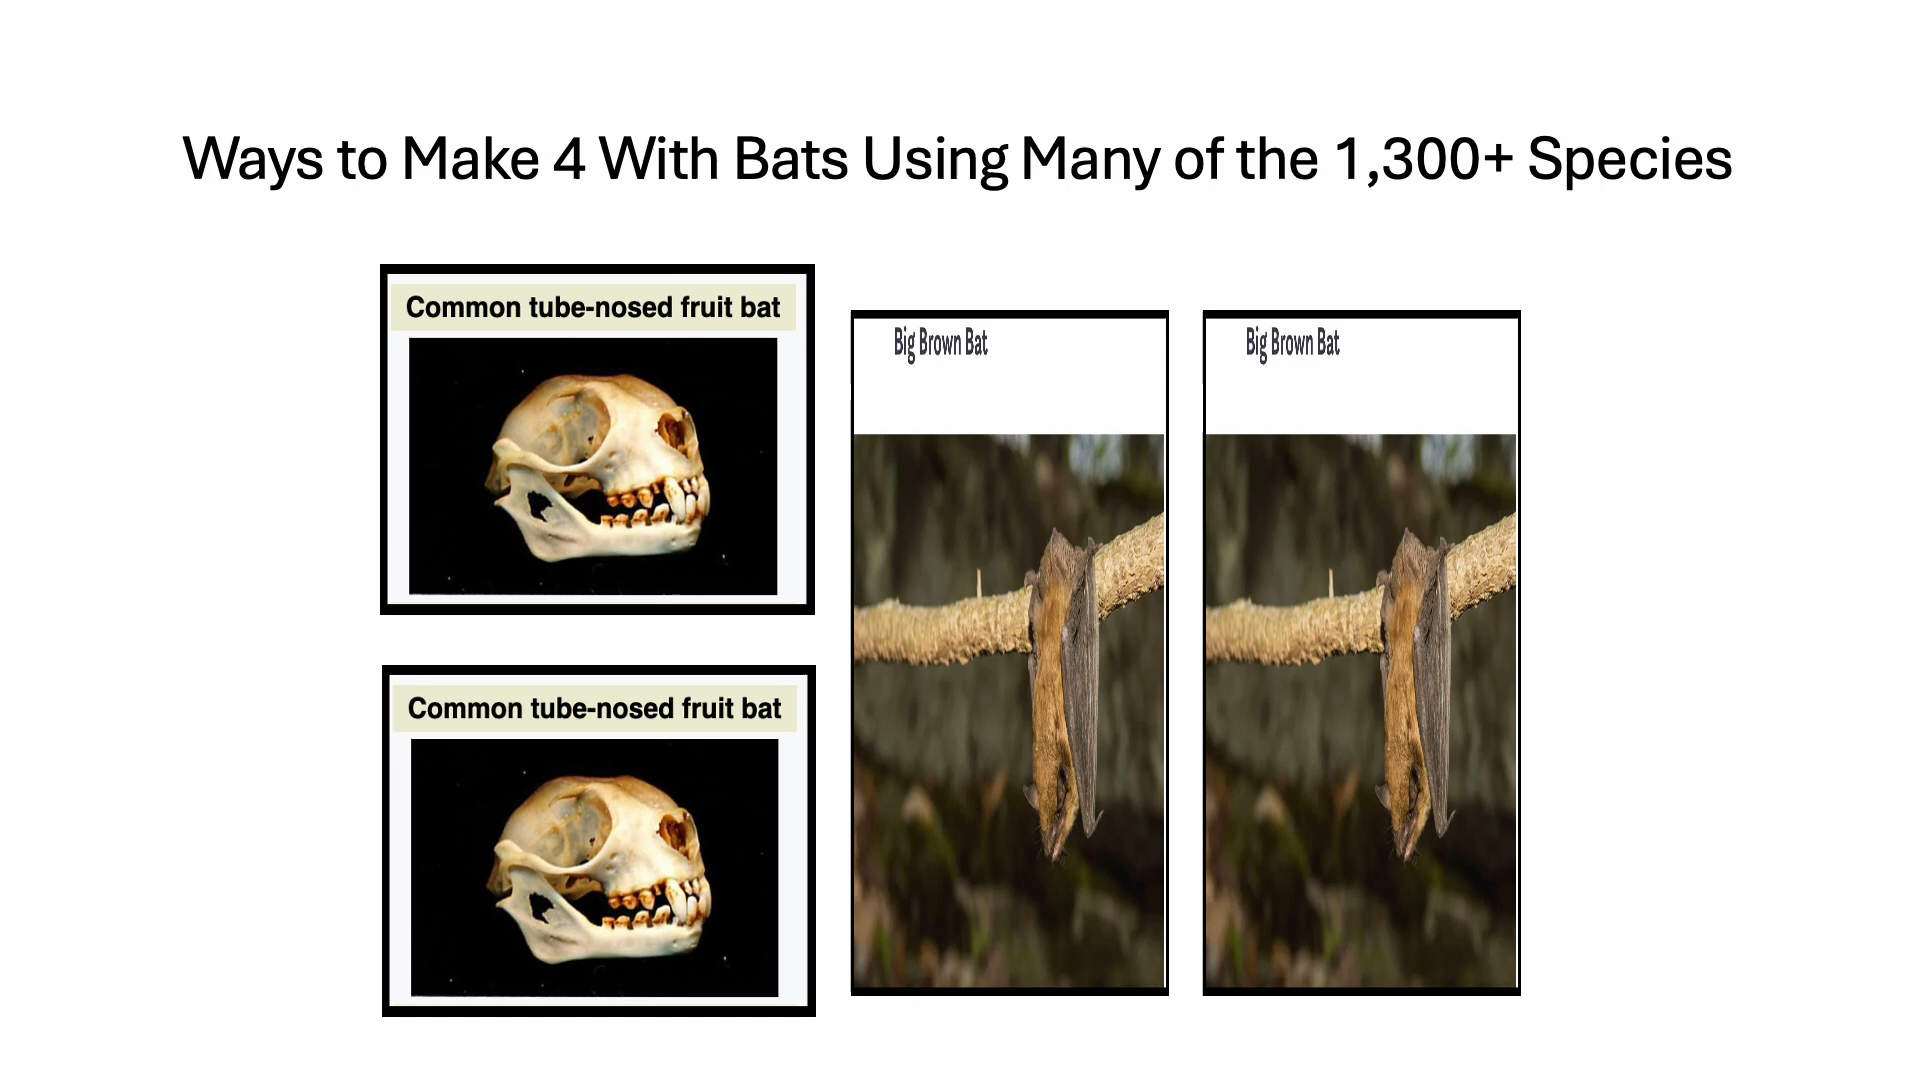 Ways to Make 4 With Bats Using Many of the 1,300+ Species
Common tube-nosed fruit bat
Big Brown Bat
Big Brown Bat
Common tube-nosed fruit bat